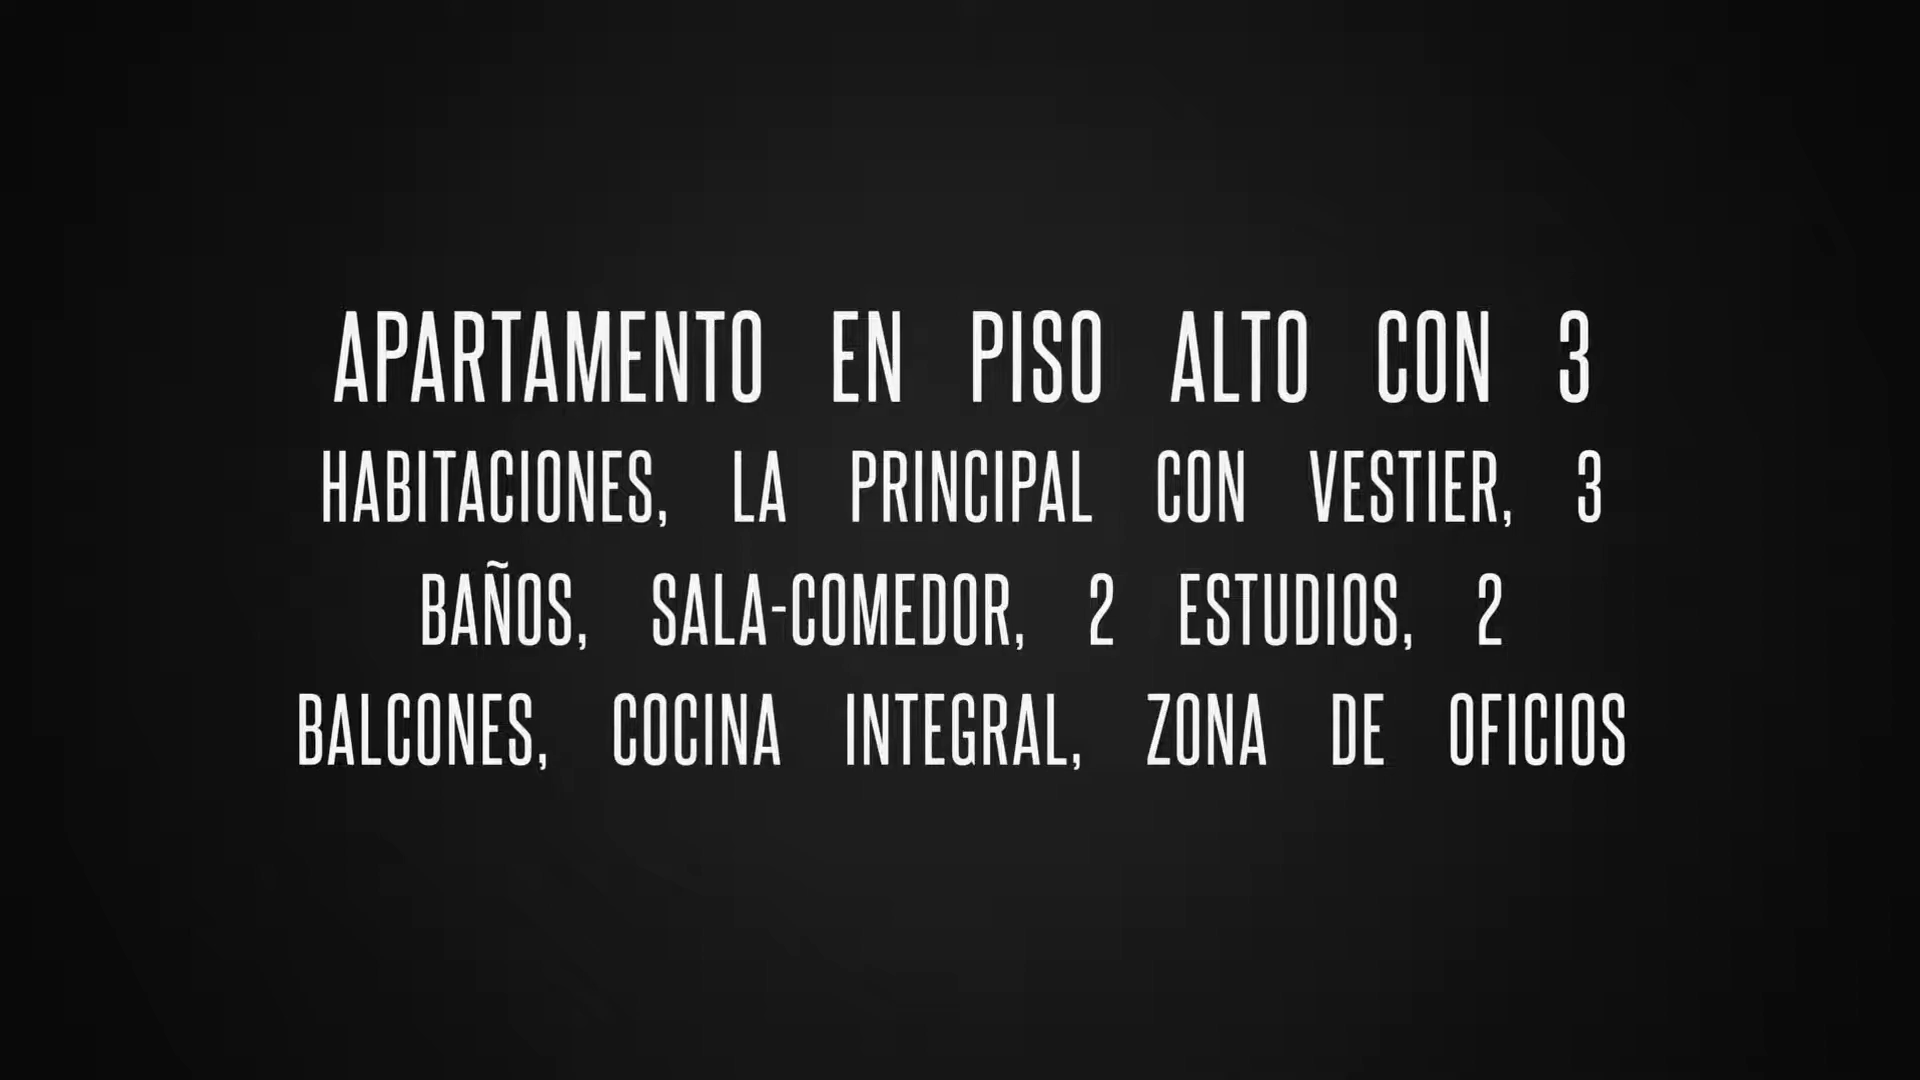 APARTAMENTO EN PISO ALTO CON 3
HABITACIONES, LA PRINCIPAL CON VESTIER, 3
BAÑOS, SALA-COMEDOR, 2 ESTUDIOS, 2
BALCONES, COCINA INTEGRAL, ZONA DE OFICIOS